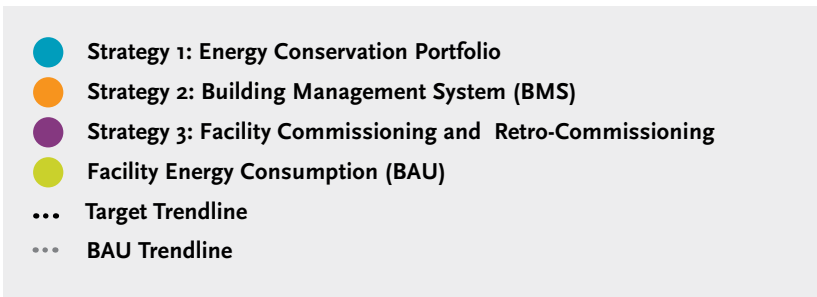 Strategy 1: Energy Conservation Portfolio
Strategy 2: Building Management System (BMS)
Strategy 3: Facility Commissioning and Retro-Commissioning
Facility Energy Consumption (BAU)
Target Trendline
BAU Trendline